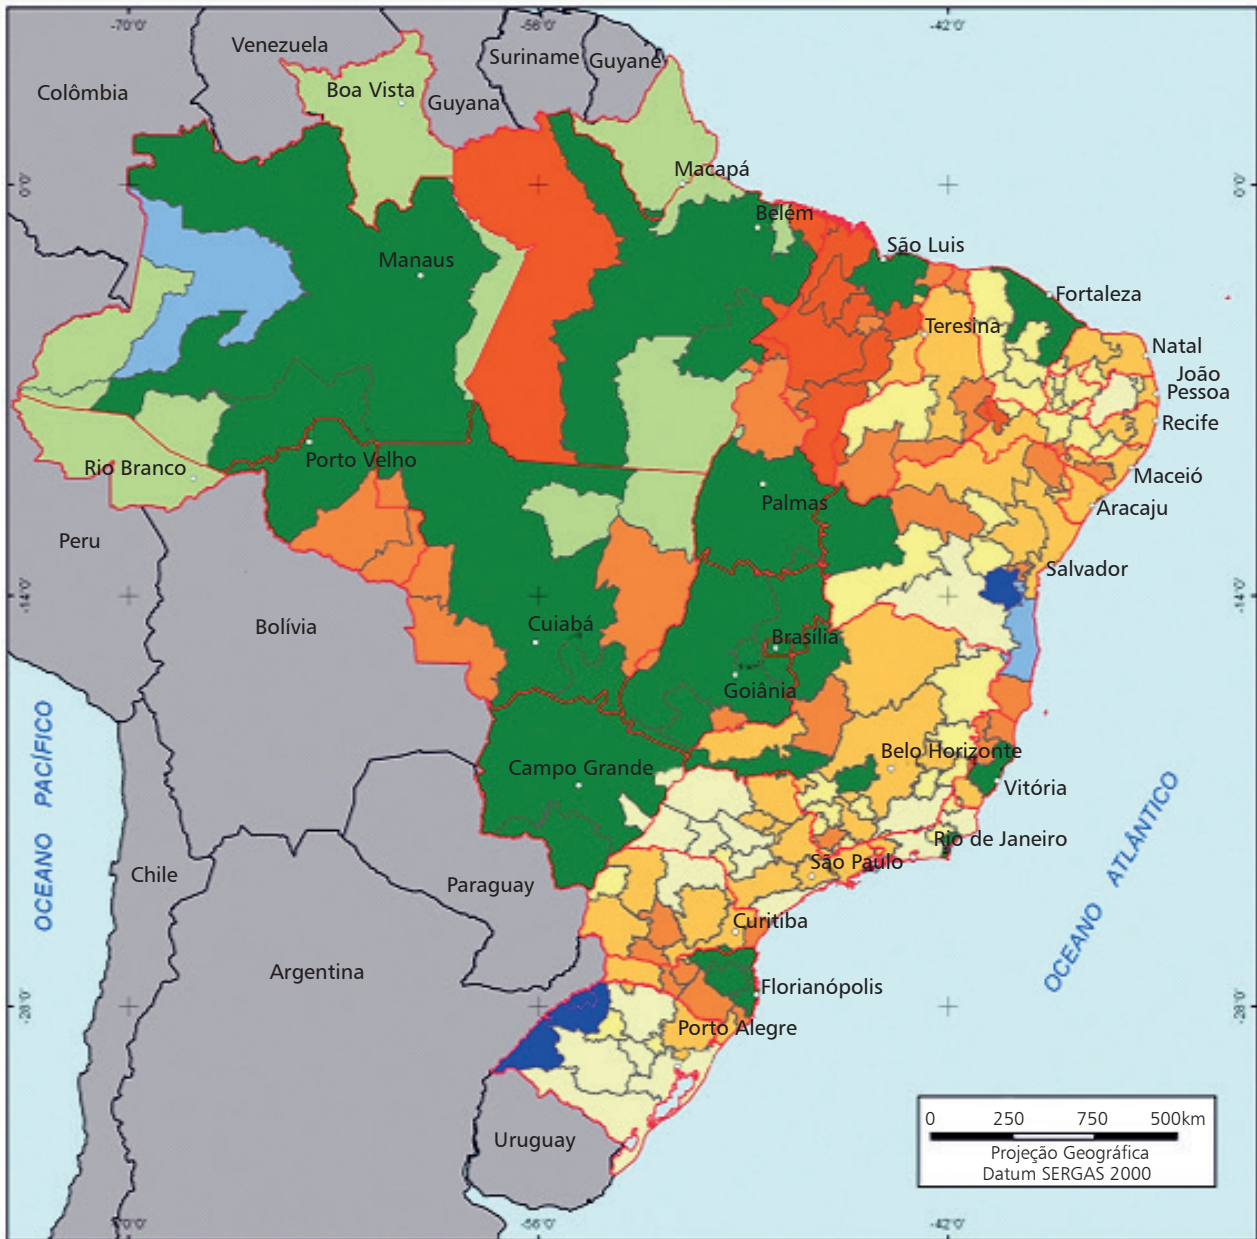 -70°0'
-56°0'
-42°0'
Venezuela
Suriname
Guyane
Colômbia
Boa Vista
Guyana
Macapá
0°0'
0°0'
Belém
São Luis
Manaus
Fortaleza
Teresina
Natal
João
Pessoa
Recife
Porto Velho
Rio Branco
Maceió
Palmas
Aracaju
Peru
Salvador
-14°0'
-14°0'
Bolívia
Cuiabá
Brasília
Goiânia
OCEANO PACÍFICO
Belo Horizonte
Campo Grande
Vitória
Rio de Janeiro
São Paulo
Chile
Paraguay
OCEANO ATLÂNTICO
Curitiba
Argentina
Florianópolis
-28°0'
-28°0'
Porto Alegre
0 250 750 500km
Uruguay
Projeção Geográfica
Datum SERGAS 2000
-70°0'
-56°0'
-42°0'